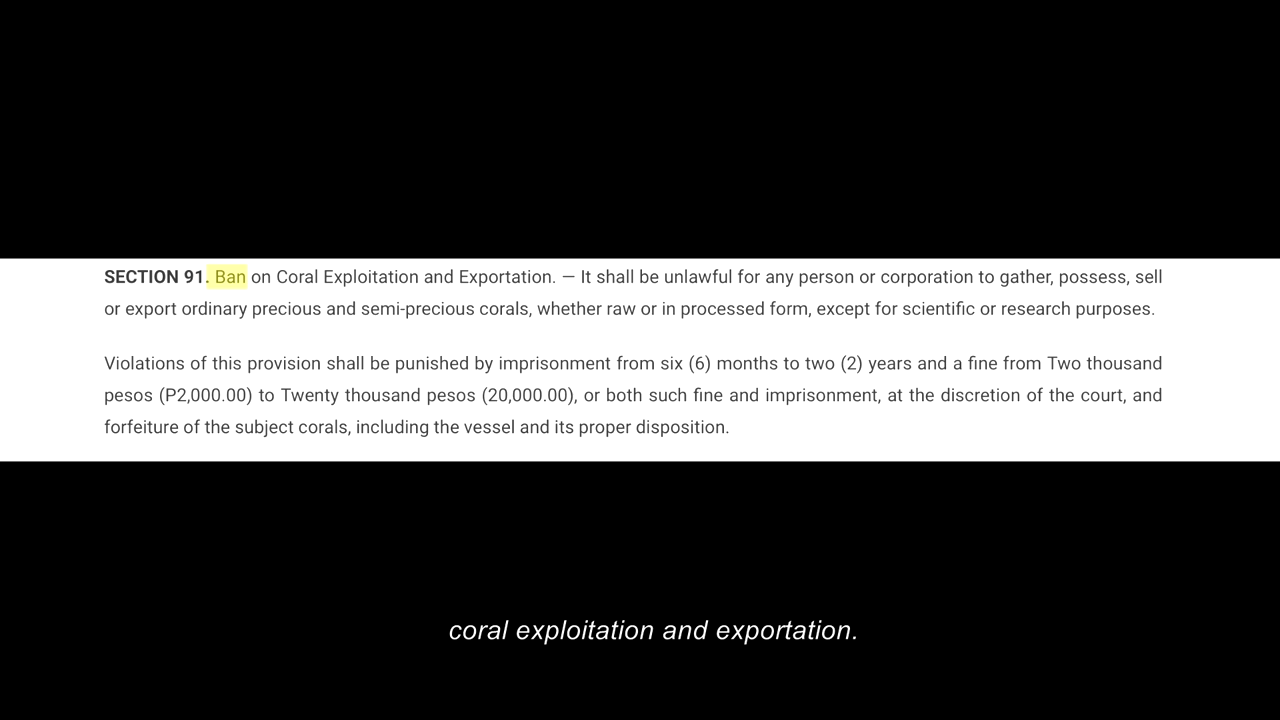 SECTION 91. Ban on Coral Exploitation and Exportation. — It shall be unlawful for any person or corporation to gather, possess, sell
or export ordinary precious and semi-precious corals, whether raw or in processed form, except for scientific or research purposes.
Violations of this provision shall be punished by imprisonment from six (6) months to two (2) years and a fine from Two thousand
pesos (P2,000.00) to Twenty thousand pesos (20,000.00), or both such fine and imprisonment, at the discretion of the court, and
forfeiture of the subject corals, including the vessel and its proper disposition.
coral exploitation and exportation.